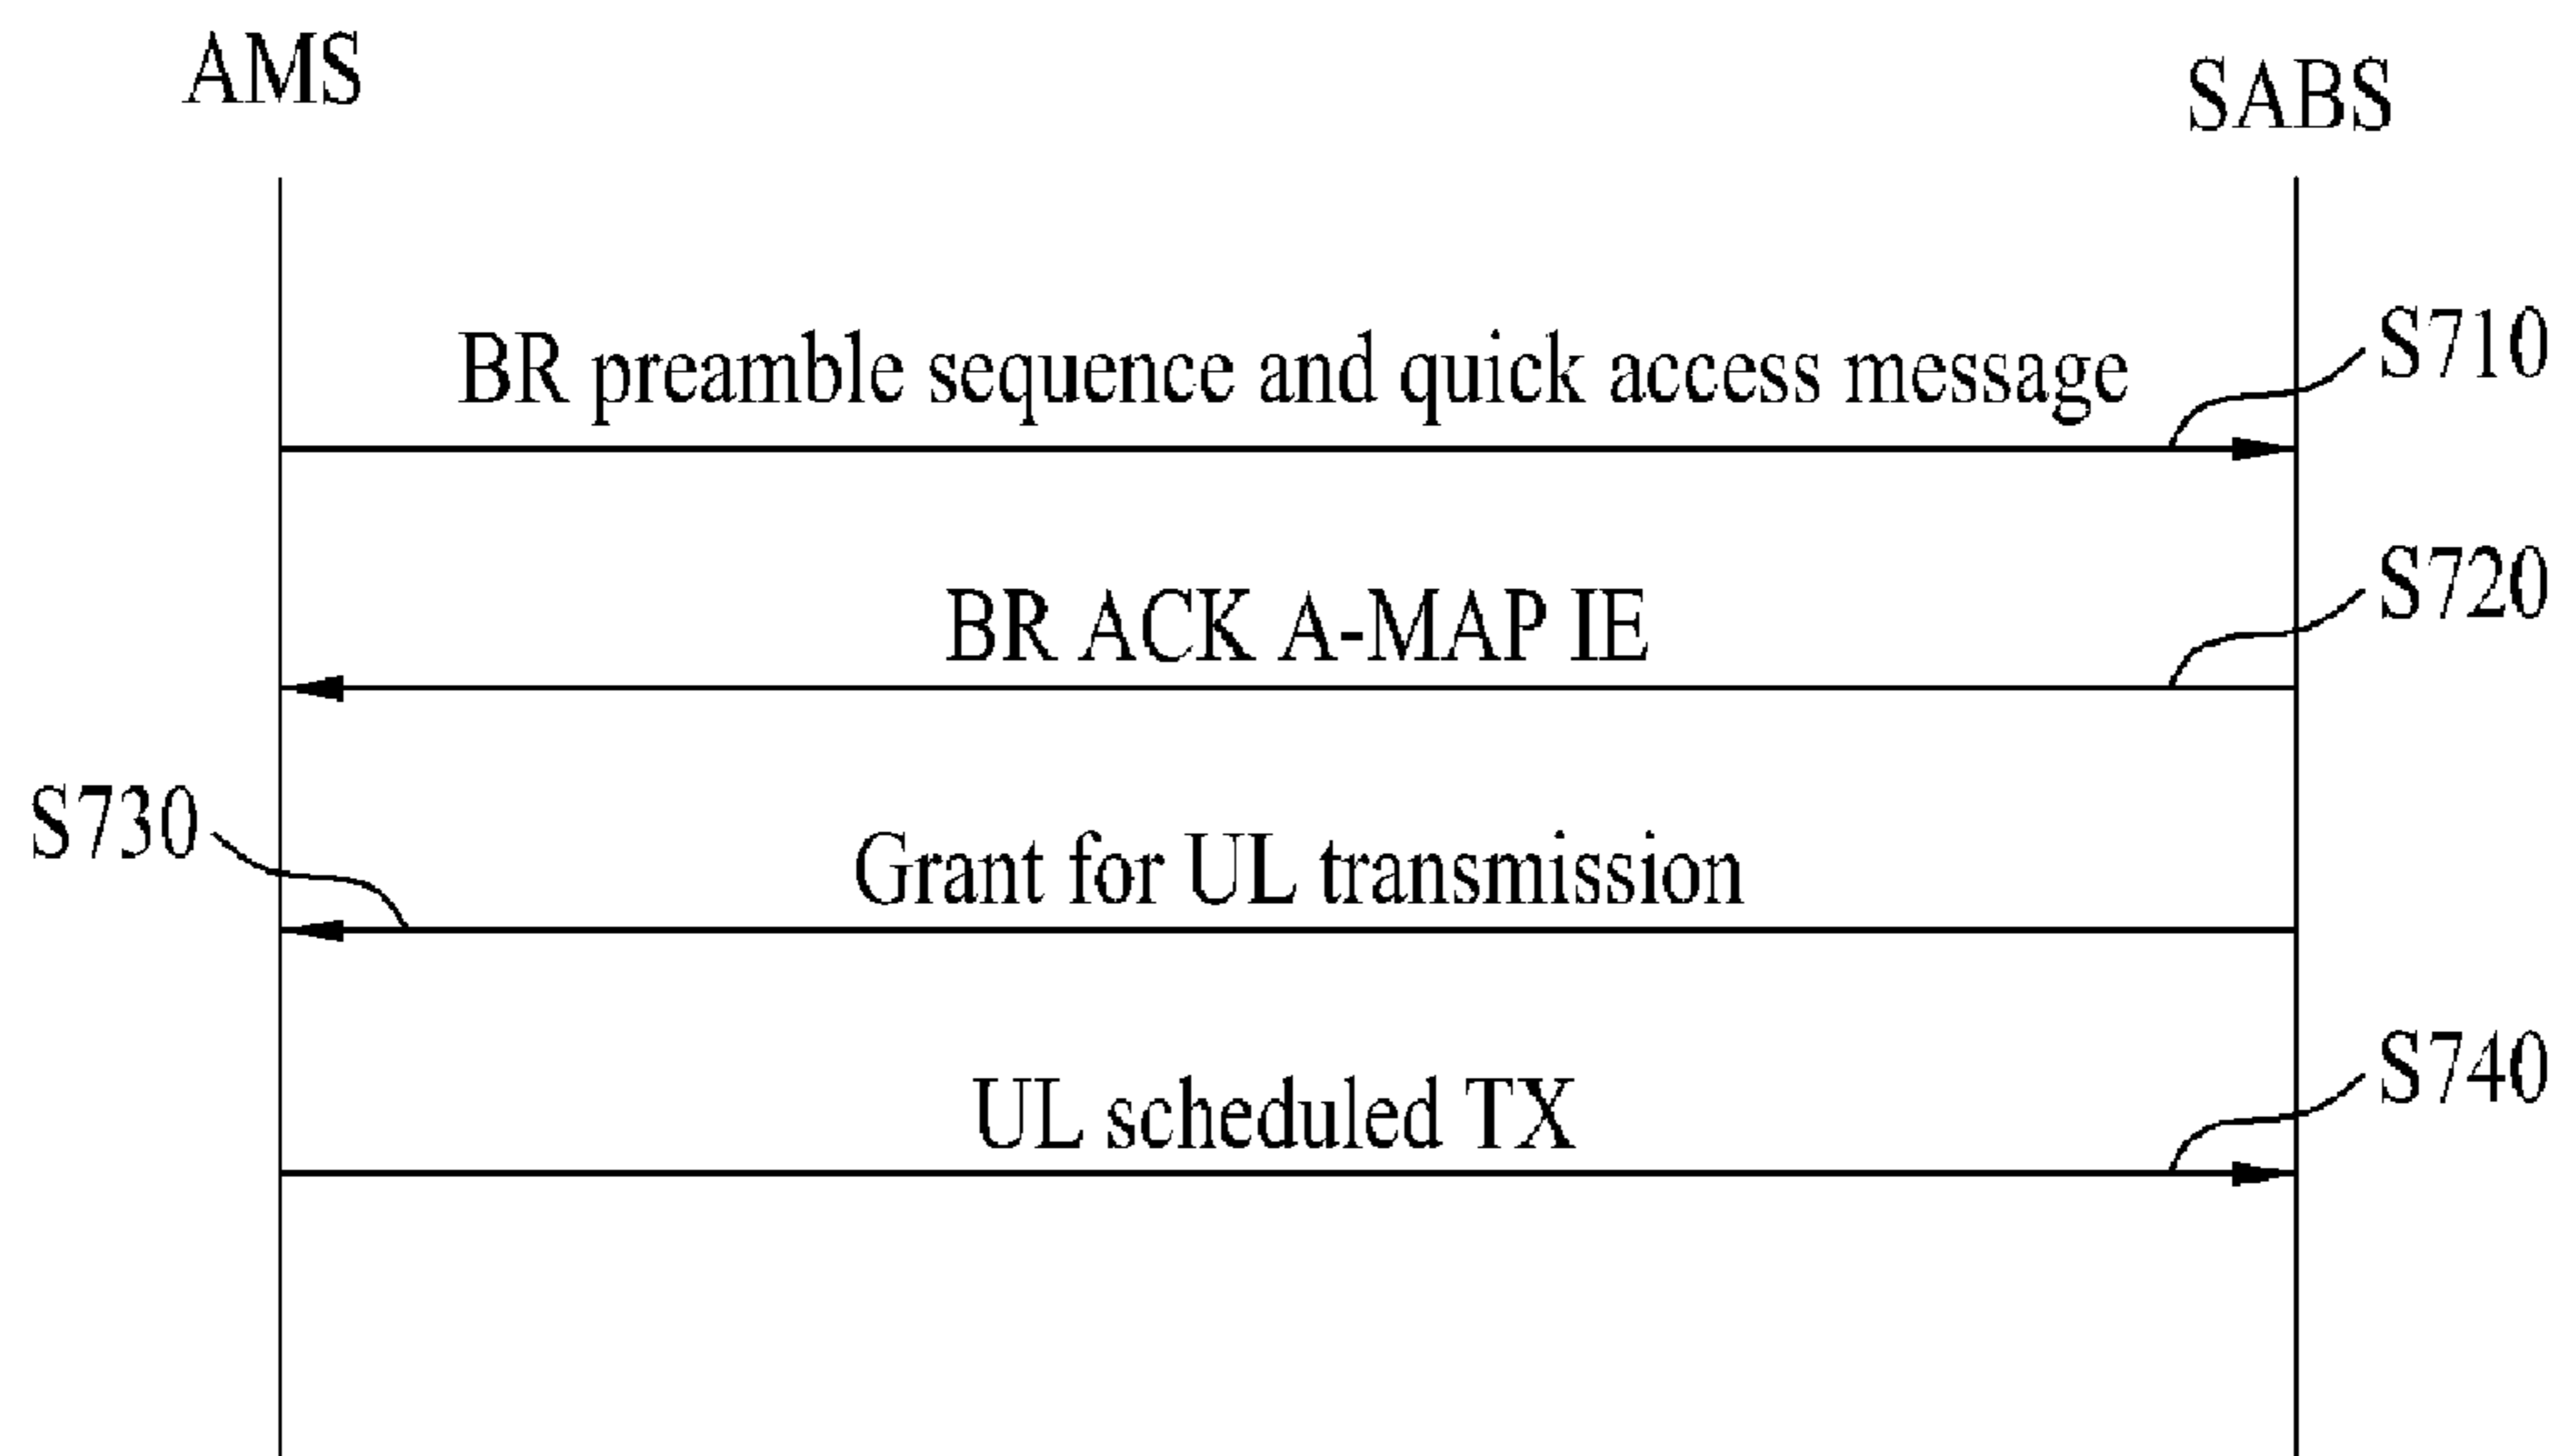 AMS
SABS
BR preamble sequence and quick access message
S710
BR ACK A-MAP IE
S720
S730
Grant for UL transmission
UL scheduled TX
S740